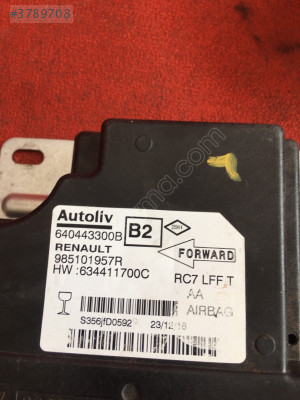 #3789708
Autoliv
640443300B
B2
RENAULT
FORWARD
985101957R
HW :634411700C
RC7 LFF T
AA
AIRBAG
S356jfD0592
23/12/16